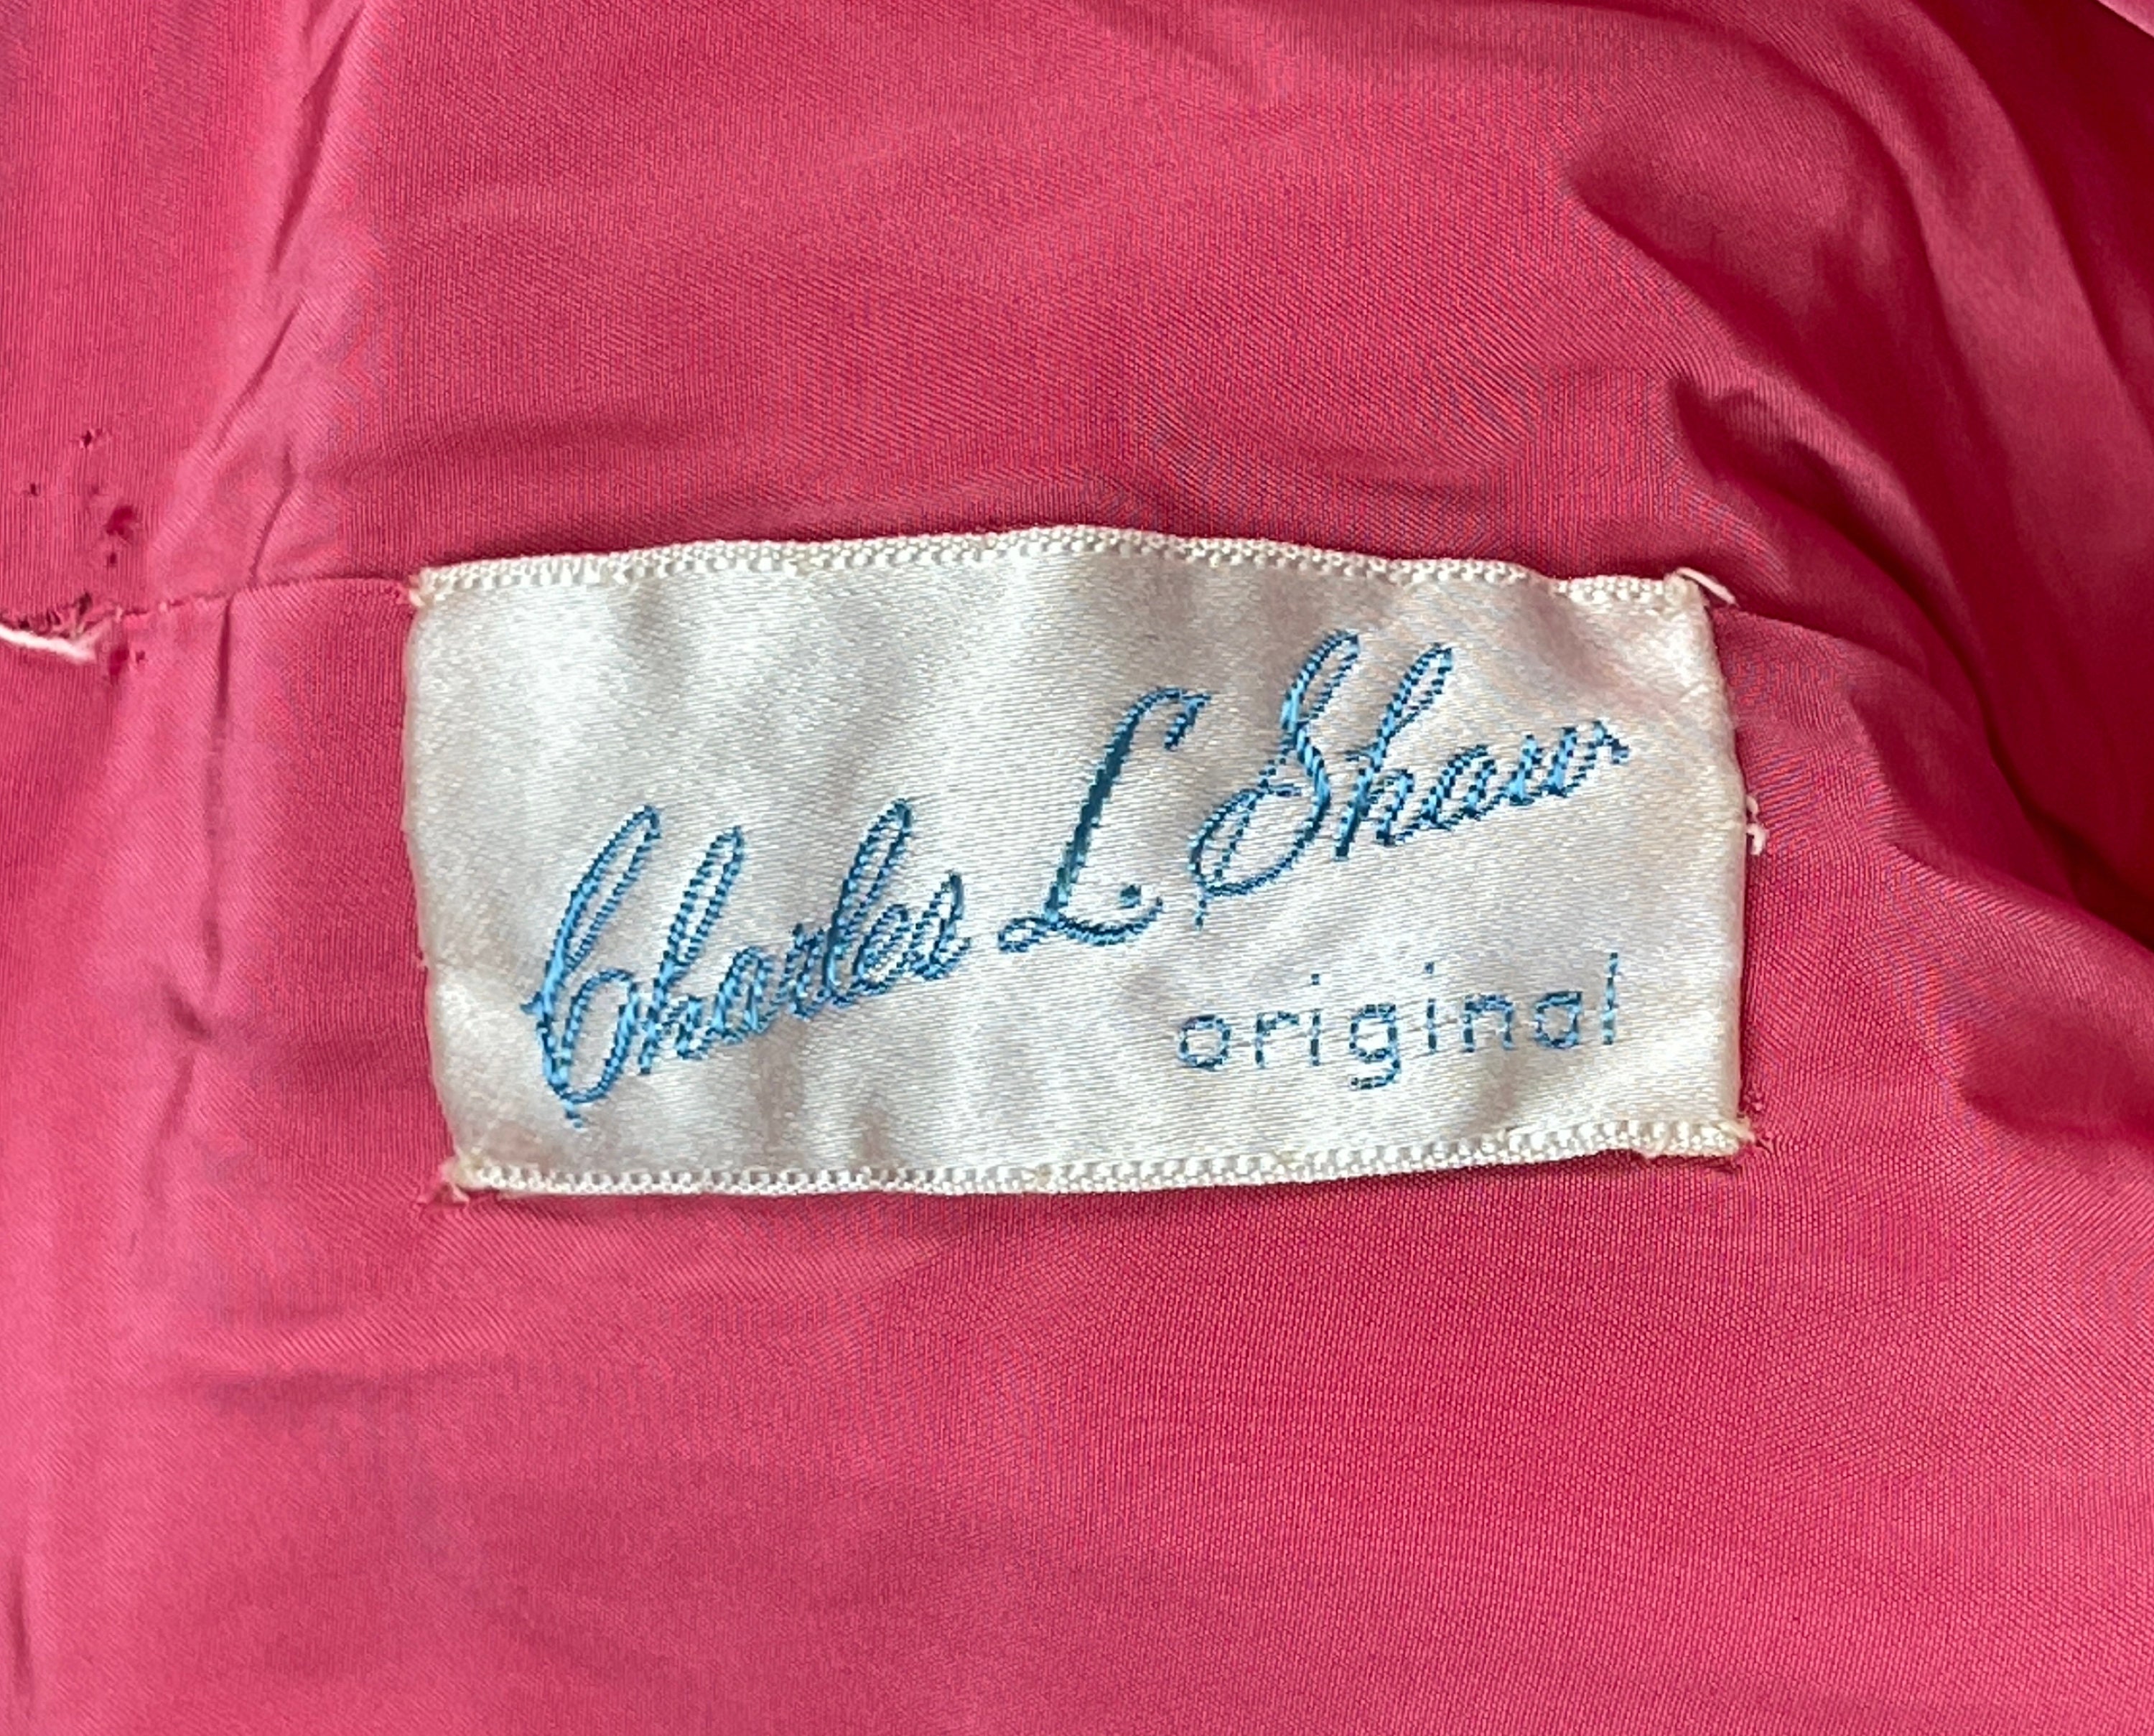 Charles L. Shaw
original